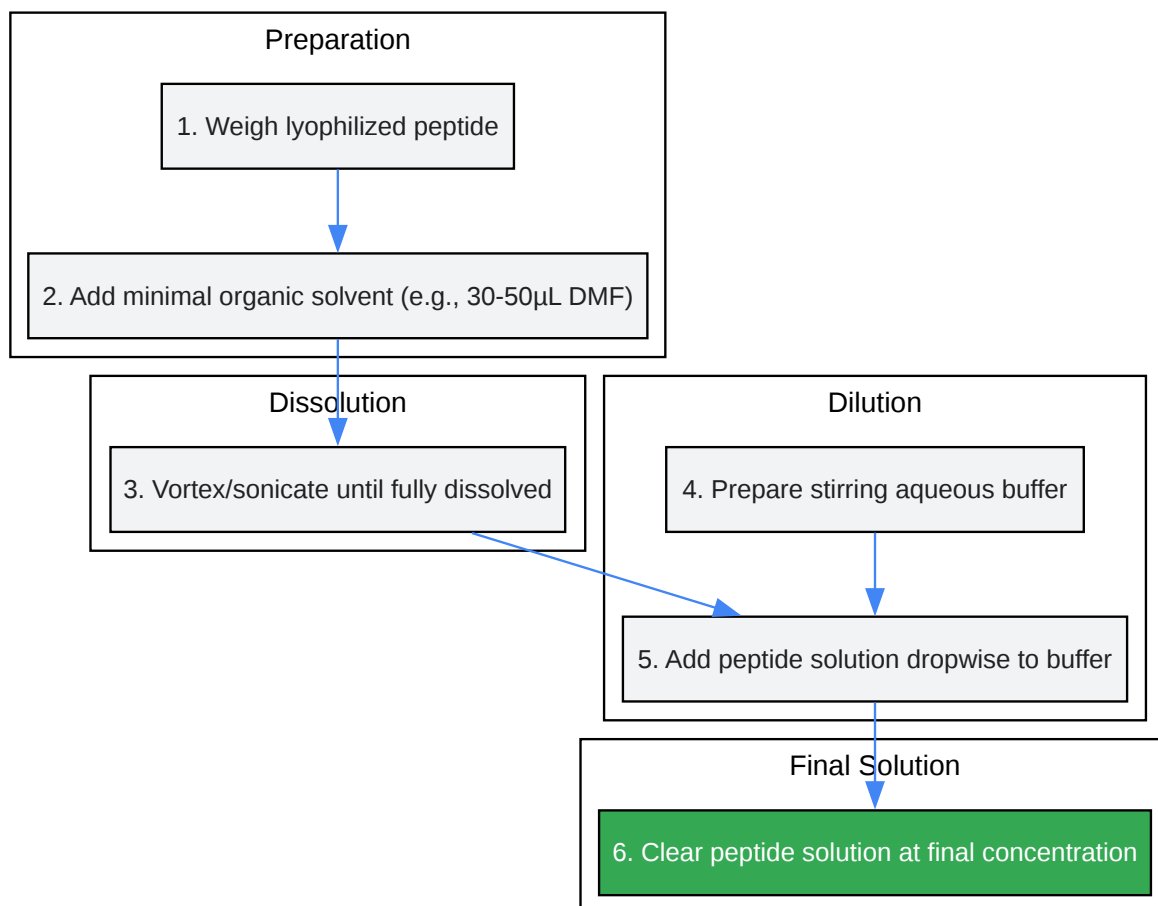 Preparation
1. Weigh lyophilized peptide
2. Add minimal organic solvent (e.g., 30-50µL DMF)
Dissolution
3. Vortex/sonicate until fully dissolved
Dilution
4. Prepare stirring aqueous buffer
5. Add peptide solution dropwise to buffer
Final Solution
6. Clear peptide solution at final concentration